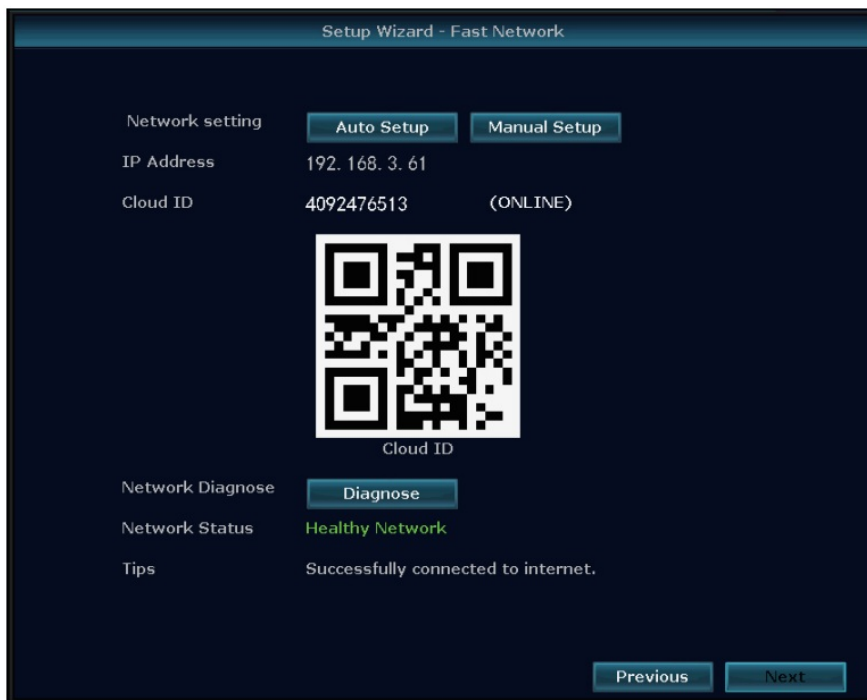 Setup Wizard - Fast Network
Network setting Auto Setup Manual Setup
IP Address 192. 168. 3. 61
Cloud ID 4092476513 (ONLINE)
Cloud ID
Network Diagnose Diagnose
Network Status Healthy Network
Tips Successfully connected to internet.
Previous Next